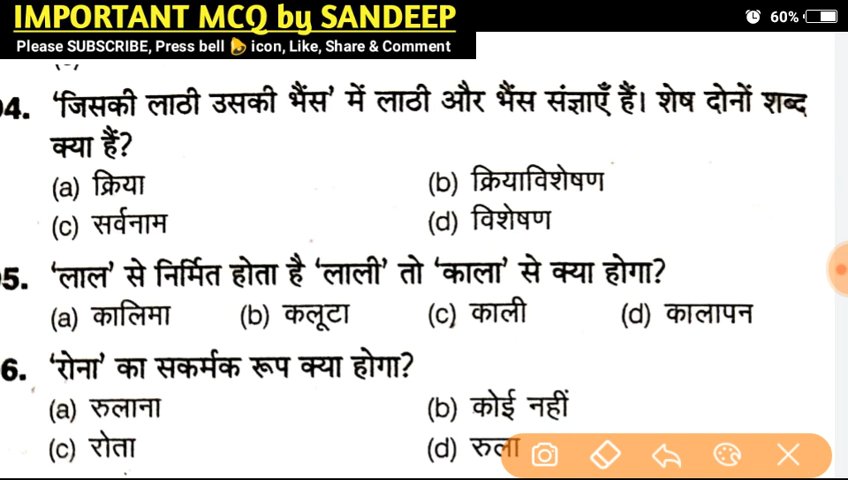 IMPORTANT MCQ by SANDEEP
60%
Please SUBSCRIBE, Press bell icon, Like, Share & Comment
04. 'जिसकी लाठी उसकी भैंस' में लाठी और भैंस संज्ञाएँ हैं। शेष दोनों शब्द
क्या हैं?
(a) क्रिया (b) क्रियाविशेषण
(c) सर्वनाम (d) विशेषण
5. 'लाल' से निर्मित होता है 'लाली' तो 'काला' से क्या होगा?
(a) कालिमा (b) कलूटा (c) काली (d) कालापन
6. 'रोना' का सकर्मक रूप क्या होगा?
(a) रुलाना (b) कोई नहीं
(c) रोता (d) रुला